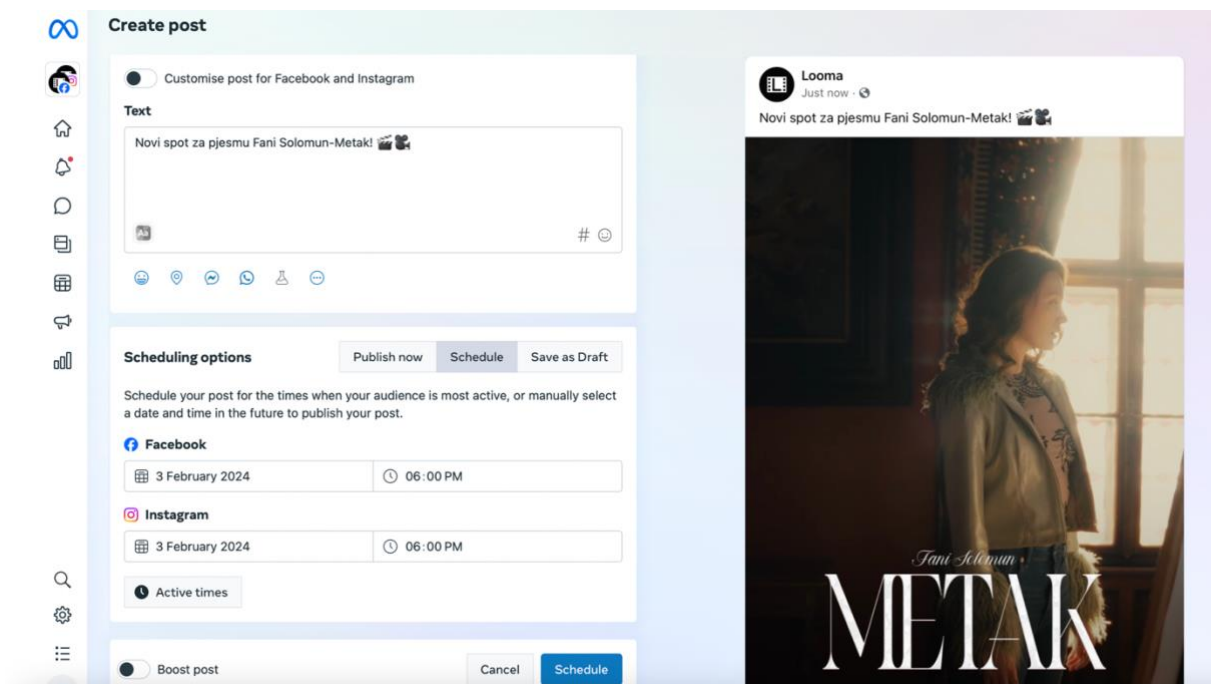 Create post
Customise post for Facebook and Instagram
Text
Novi spot za pjesmu Fani Solomun-Metak! 🎬🎥
#
Scheduling options
Publish now
Schedule
Save as Draft
Schedule your post for the times when your audience is most active, or manually select
a date and time in the future to publish your post.
Facebook
3 February 2024
06:00 PM
Instagram
3 February 2024
06:00 PM
Active times
Boost post
Cancel
Schedule
Looma
Just now ·
Novi spot za pjesmu Fani Solomun-Metak! 🎬🎥
Fani Solomun
METAK